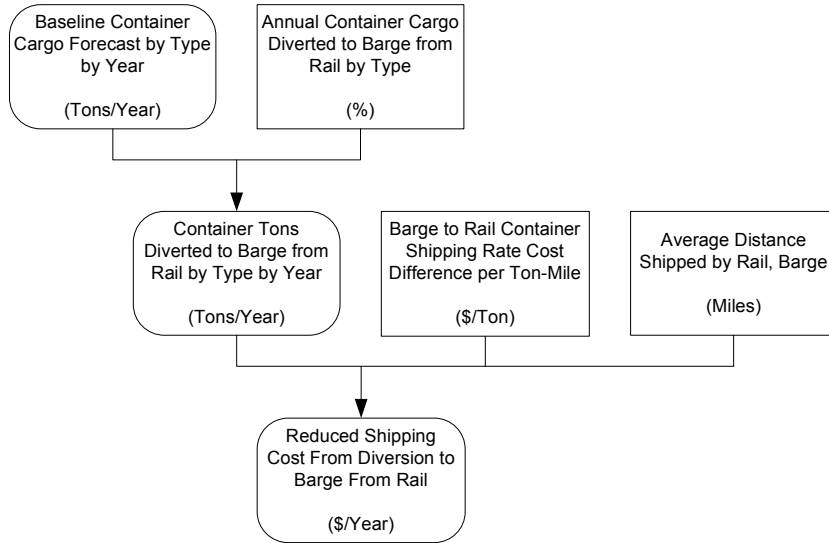 Baseline Container
Cargo Forecast by Type
by Year
(Tons/Year)
Annual Container Cargo
Diverted to Barge from
Rail by Type
(%)
Container Tons
Diverted to Barge from
Rail by Type by Year
(Tons/Year)
Barge to Rail Container
Shipping Rate Cost
Difference per Ton-Mile
($/Ton)
Average Distance
Shipped by Rail, Barge
(Miles)
Reduced Shipping
Cost From Diversion to
Barge From Rail
($/Year)